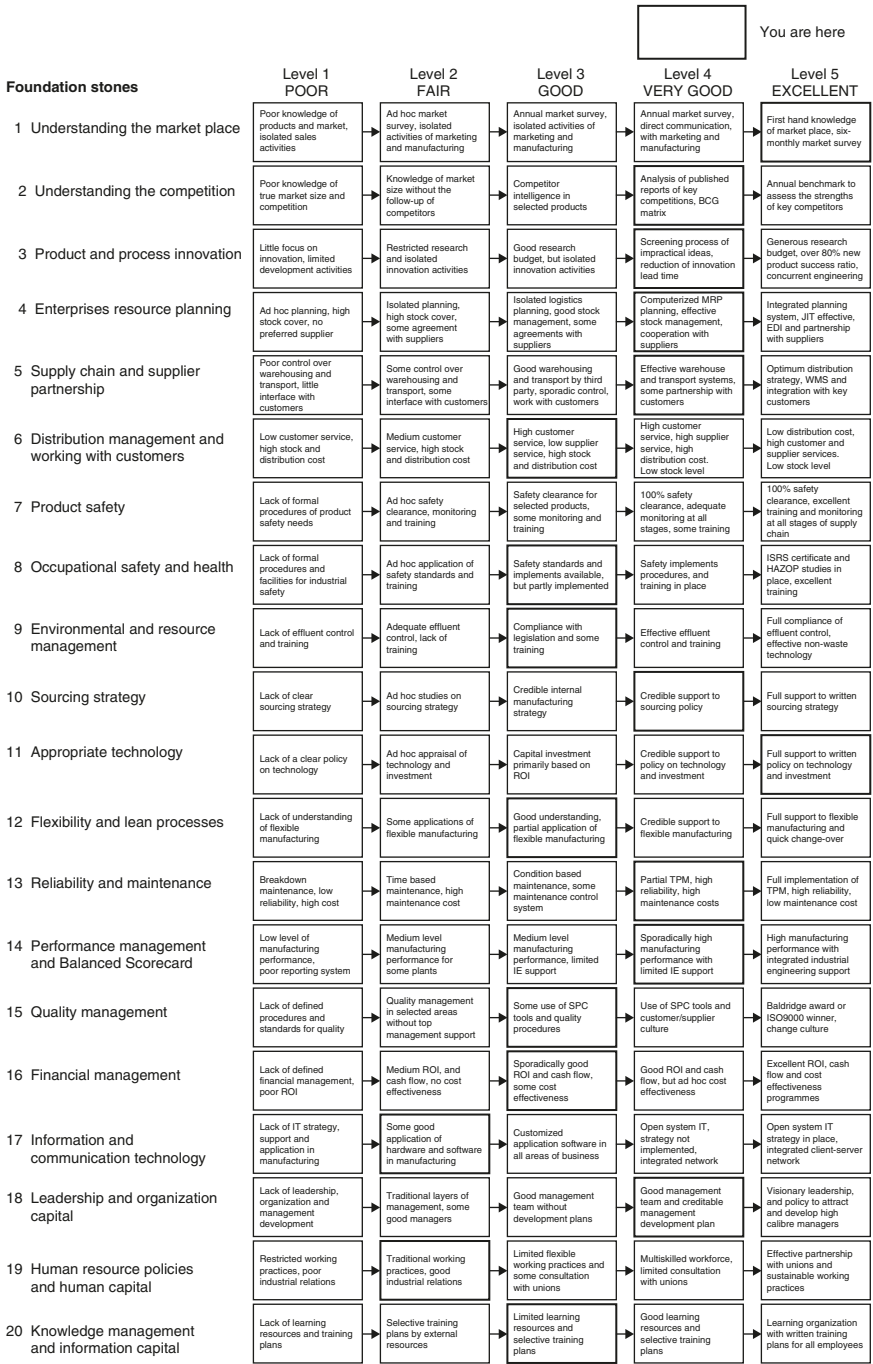 You are here
Foundation stones
Level 1
POOR
Level 2
FAIR
Level 3
GOOD
Level 4
VERY GOOD
Level 5
EXCELLENT
1 Understanding the market place
Poor knowledge of
products and market,
isolated sales
activities
Ad hoc market
survey, isolated
activities of marketing
and manufacturing
Annual market survey,
isolated activities of
marketing and
manufacturing
Annual market survey,
direct communication,
with marketing and
manufacturing
First hand knowledge
of market place, six-
monthly market survey
2 Understanding the competition
Poor knowledge of
true market size and
competition
Knowledge of market
size without the
follow-up of
competitors
Competitor
intelligence in
selected products
Analysis of published
reports of key
competitions, BCG
matrix
Annual benchmark to
assess the strengths
of key competitors
3 Product and process innovation
Little focus on
innovation, limited
development activities
Restricted research
and isolated
innovation activities
Good research
budget, but isolated
innovation activities
Screening process of
impractical ideas,
reduction of innovation
lead time
Generous research
budget, over 80% new
product success ratio,
concurrent engineering
4 Enterprises resource planning
Ad hoc planning, high
stock cover, no
preferred supplier
Isolated planning,
high stock cover,
some agreement
with suppliers
Isolated logistics
planning, good stock
management, some
agreements with
suppliers
Computerized MRP
planning, effective
stock management,
cooperation with
suppliers
Integrated planning
system, JIT effective,
EDI and partnership
with suppliers
5 Supply chain and supplier
partnership
Poor control over
warehousing and
transport, little
interface with
customers
Some control over
warehousing and
transport, some
interface with customers
Good warehousing
and transport by third
party, sporadic control,
work with customers
Effective warehouse
and transport systems,
some partnership with
customers
Optimum distribution
strategy, WMS and
integration with key
customers
6 Distribution management and
working with customers
Low customer service,
high stock and
distribution cost
Medium customer
service, high stock
and distribution cost
High customer
service, low supplier
service, high stock
and distribution cost
High customer
service, high supplier
service, high
distribution cost.
Low stock level
Low distribution cost,
high customer and
supplier services.
Low stock level
7 Product safety
Lack of formal
procedures of product
safety needs
Ad hoc safety
clearance, monitoring
and training
Safety clearance for
selected products,
some monitoring and
training
100% safety
clearance, adequate
monitoring at all
stages, some training
100% safety
clearance, excellent
training and monitoring
at all stages of supply
chain
8 Occupational safety and health
Lack of formal
procedures and
facilities for industrial
safety
Ad hoc application of
safety standards and
training
Safety standards and
implements available,
but partly implemented
Safety implements
procedures, and
training in place
ISRS certificate and
HAZOP studies in
place, excellent
training
9 Environmental and resource
management
Lack of effluent control
and training
Adequate effluent
control, lack of
training
Compliance with
legislation and some
training
Effective effluent
control and training
Full compliance of
effluent control,
effective non-waste
technology
10 Sourcing strategy
Lack of clear
sourcing strategy
Ad hoc studies on
sourcing strategy
Credible internal
manufacturing
strategy
Credible support to
sourcing policy
Full support to written
sourcing strategy
11 Appropriate technology
Lack of a clear policy
on technology
Ad hoc appraisal of
technology and
investment
Capital investment
primarily based on
ROI
Credible support to
policy on technology
and investment
Full support to written
policy on technology
and investment
12 Flexibility and lean processes
Lack of understanding
of flexible
manufacturing
Some applications of
flexible manufacturing
Good understanding,
partial application of
flexible manufacturing
Credible support to
flexible manufacturing
Full support to flexible
manufacturing and
quick change-over
13 Reliability and maintenance
Breakdown
maintenance, low
reliability, high cost
Time based
maintenance, high
maintenance cost
Condition based
maintenance, some
maintenance control
system
Partial TPM, high
reliability, high
maintenance costs
Full implementation of
TPM, high reliability,
low maintenance cost
14 Performance management
and Balanced Scorecard
Low level of
manufacturing
performance,
poor reporting system
Medium level
manufacturing
performance for
some plants
Medium level
manufacturing
performance, limited
IE support
Sporadically high
manufacturing
performance with
limited IE support
High manufacturing
performance with
integrated industrial
engineering support
15 Quality management
Lack of defined
procedures and
standards for quality
Quality management
in selected areas
without top
management support
Some use of SPC
tools and quality
procedures
Use of SPC tools and
customer/supplier
culture
Baldridge award or
ISO9000 winner,
change culture
16 Financial management
Lack of defined
financial management,
poor ROI
Medium ROI, and
cash flow, no cost
effectiveness
Sporadically good
ROI and cash flow,
some cost
effectiveness
Good ROI and cash
flow, but ad hoc cost
effectiveness
Excellent ROI, cash
flow and cost
effectiveness
programmes
17 Information and
communication technology
Lack of IT strategy,
support and
application in
manufacturing
Some good
application of
hardware and software
in manufacturing
Customized
application software in
all areas of business
Open system IT,
strategy not
implemented,
integrated network
Open system IT
strategy in place,
integrated client-server
network
18 Leadership and organization
capital
Lack of leadership,
organization and
management
development
Traditional layers of
management, some
good managers
Good management
team without
development plans
Good management
team and creditable
management
development plan
Visionary leadership,
and policy to attract
and develop high
calibre managers
19 Human resource policies
and human capital
Restricted working
practices, poor
industrial relations
Traditional working
practices, good
industrial relations
Limited flexible
working practices and
some consultation
with unions
Multiskilled workforce,
limited consultation
with unions
Effective partnership
with unions and
sustainable working
practices
20 Knowledge management
and information capital
Lack of learning
resources and training
plans
Selective training
plans by external
resources
Limited learning
resources and
selective training
plans
Good learning
resources and
selective training
plans
Learning organization
with written training
plans for all employees